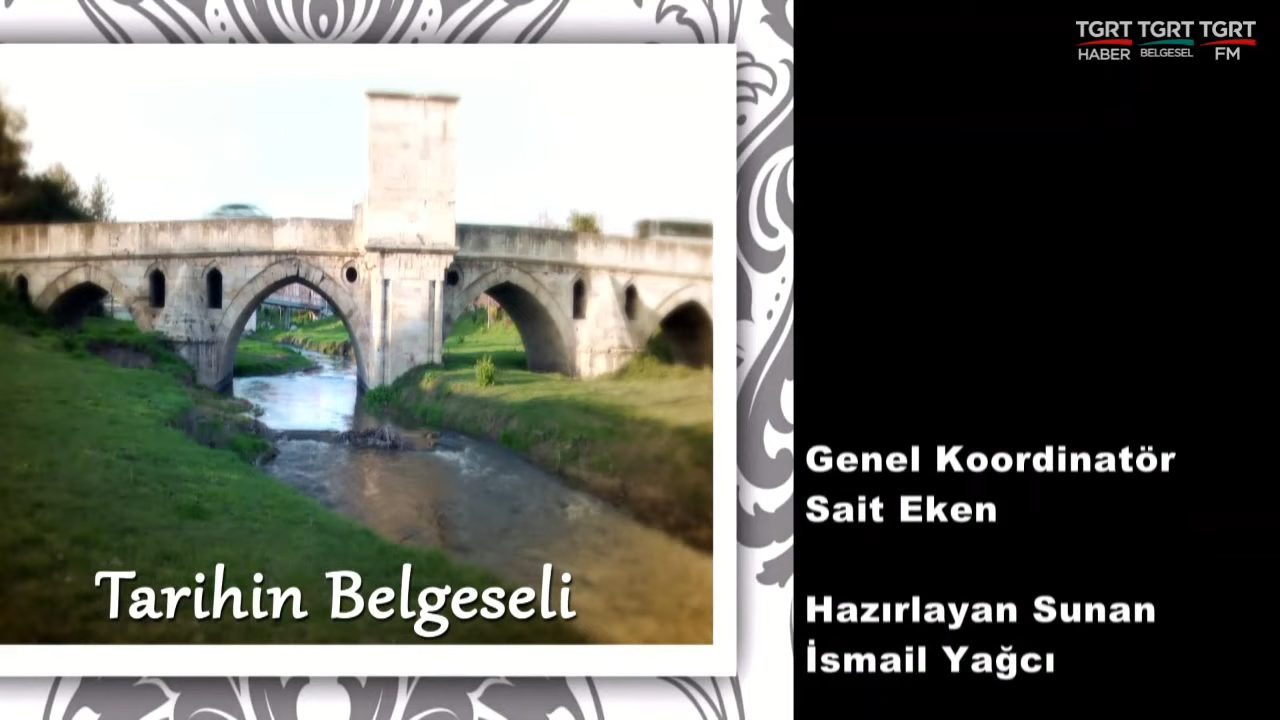 TGRT TGRT TGRT
HABER BELGESEL FM
Genel Koordinatör
Sait Eken
Hazırlayan Sunan
İsmail Yağcı
Tarihin Belgeseli